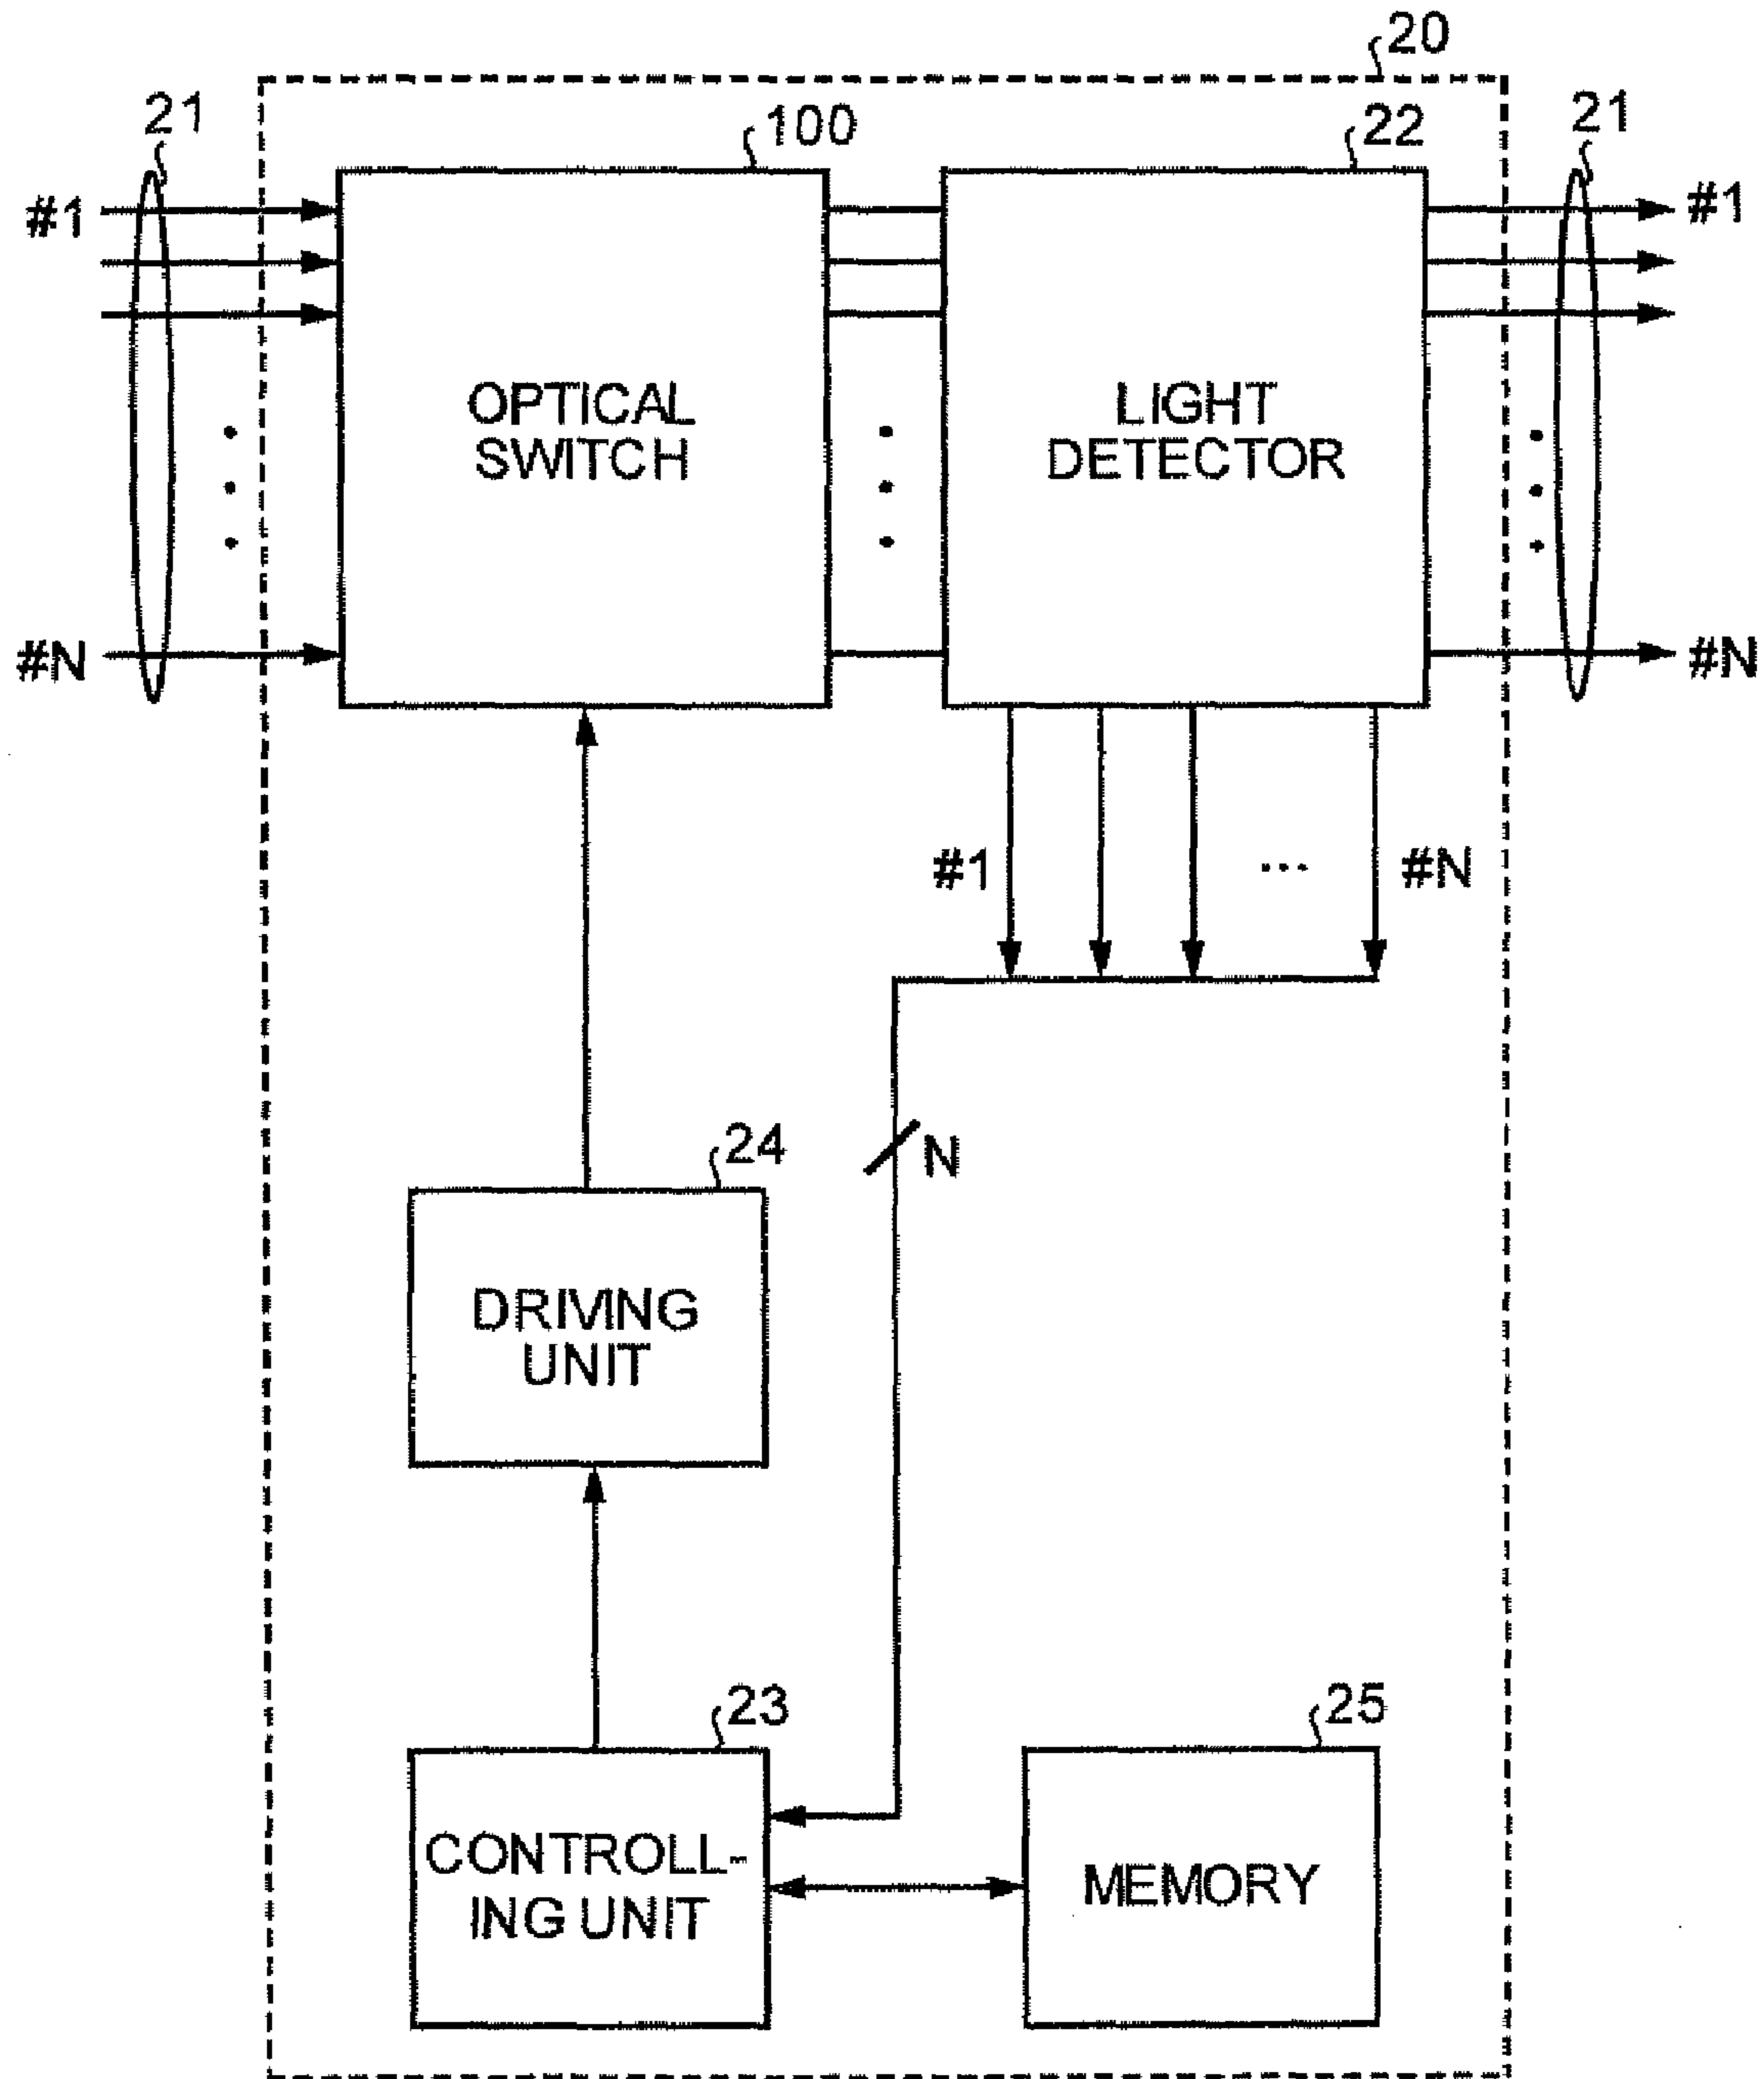 20
21
100
22
21
#1
#1
OPTICAL
SWITCH
LIGHT
DETECTOR
#N
#N
#1
...
#N
24
N
DRIVING
UNIT
23
25
CONTROLL-
ING UNIT
MEMORY